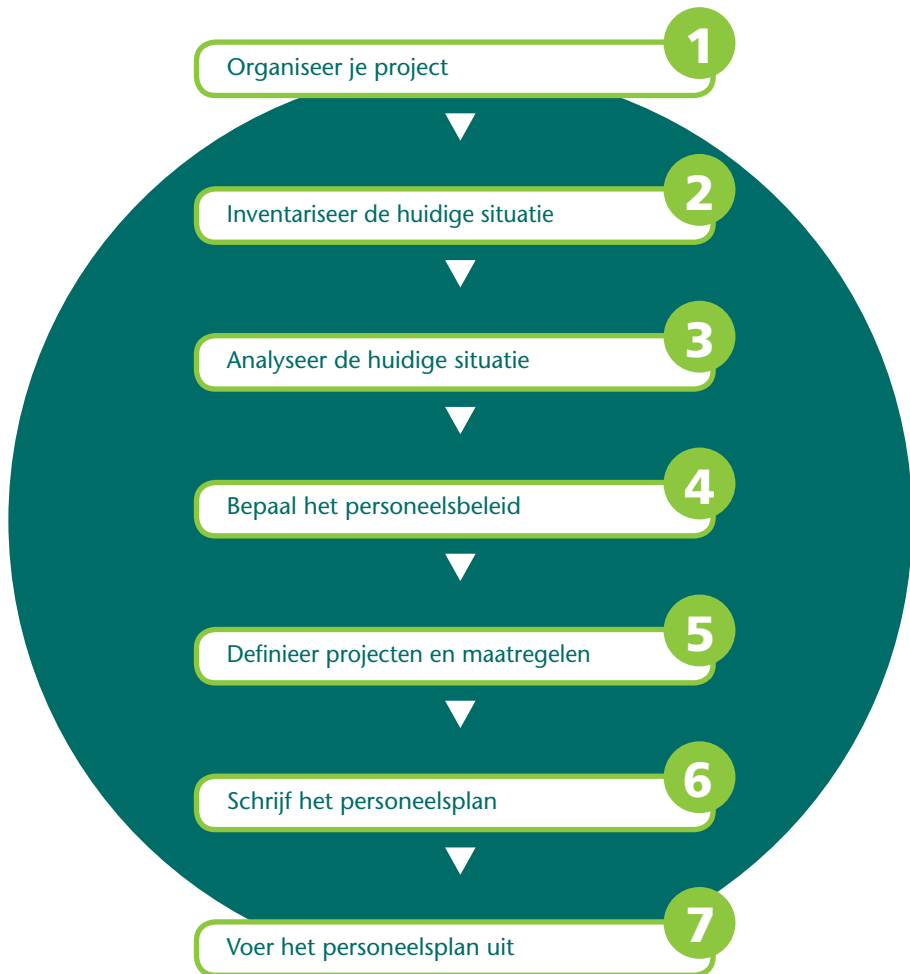 1
Organiseer je project
2
Inventariseer de huidige situatie
3
Analyseer de huidige situatie
4
Bepaal het personeelsbeleid
5
Definieer projecten en maatregelen
6
Schrijf het personeelsplan
7
Voer het personeelsplan uit